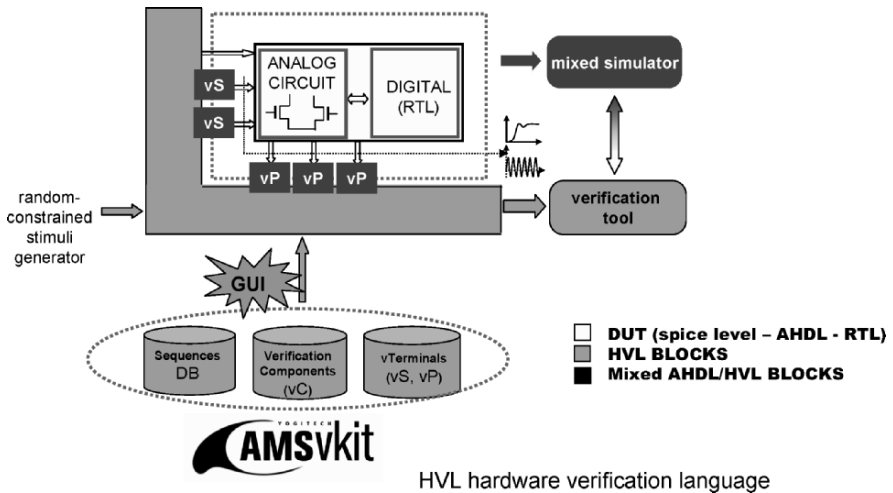 ANALOG
CIRCUIT
DIGITAL
(RTL)
mixed simulator
vS
vS
vP
vP
vP
random-
constrained
stimuli
generator
verification
tool
GUI
Sequences
DB
Verification
Components
(vC)
vTerminals
(vS, vP)
DUT (spice level – AHDL - RTL)
HVL BLOCKS
Mixed AHDL/HVL BLOCKS
YOGITECH
AMSvkit
HVL hardware verification language